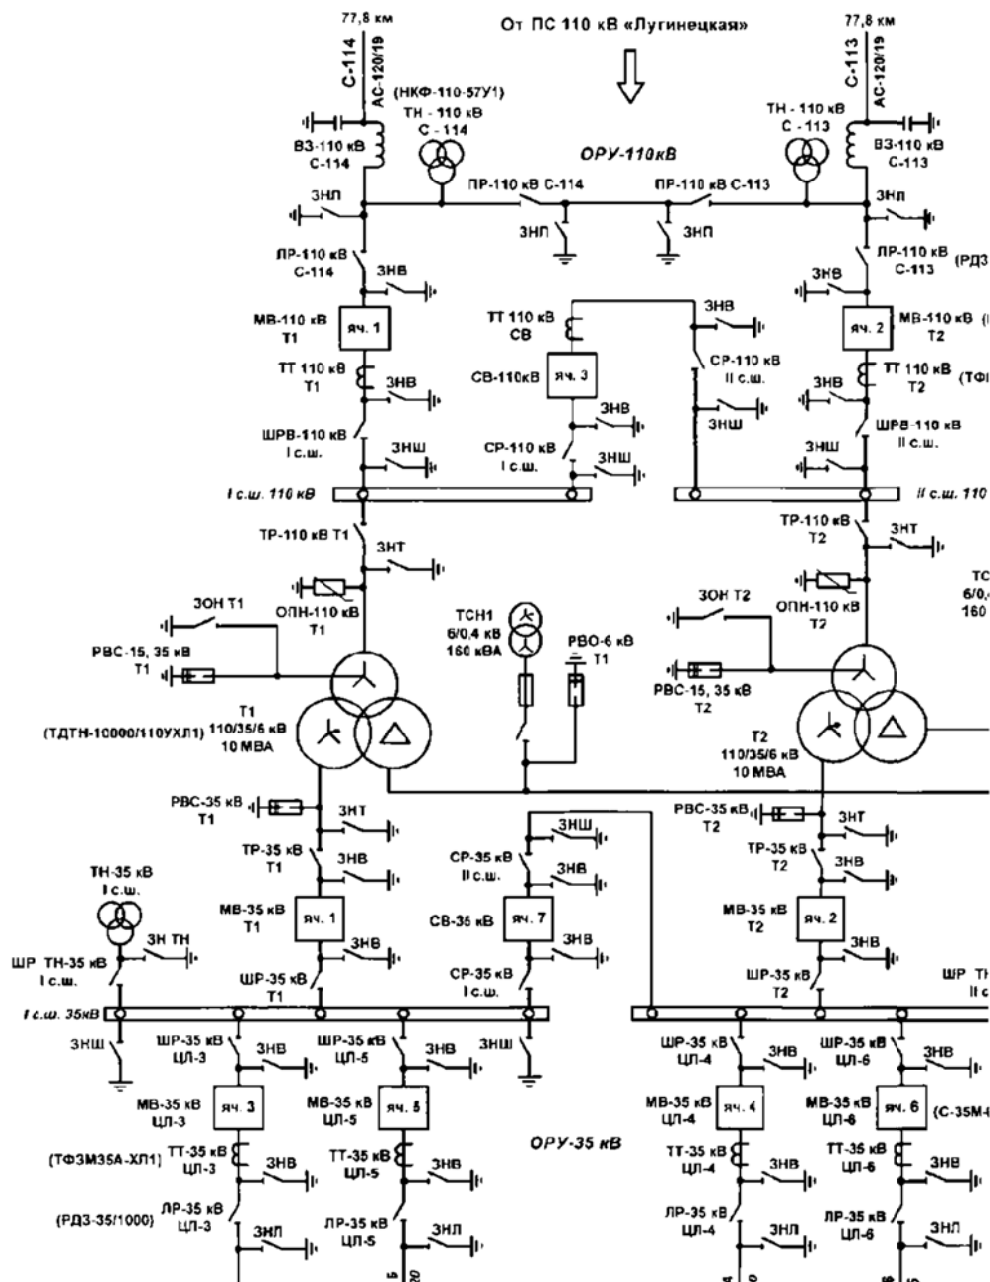 77,8 км
От ПС 110 кВ «Лугинецкая»
77,8 км
С-114
АС-120/19
С-113
АС-120/19
(НКФ-110-57У1)
ТН - 110 кВ
С - 114
ТН - 110 кВ
С - 113
ВЗ-110 кВ
С-114
ОРУ-110кВ
ВЗ-110 кВ
С-113
ПР-110 кВ С-114
ПР-110 кВ С-113
ЗНЛ
ЗНЛ
ЗНП
ЗНП
ЛР-110 кВ
С-114
ЗНВ
ЗНВ
ЛР-110 кВ
С-113
(РДЗ
МВ-110 кВ
Т1
яч. 1
ТТ 110 кВ
СВ
ЗНВ
яч. 2
МВ-110 кВ
Т2
СВ-110кВ
яч. 3
СР-110 кВ
II с.ш.
ТТ 110 кВ
Т1
ЗНВ
ЗНВ
ТТ 110 кВ
Т2
ЗНВ
ЗНШ
ШРВ-110 кВ
I с.ш.
ЗНШ
СР-110 кВ
I с.ш.
ЗНШ
ЗНШ
ШРВ-110 кВ
II с.ш.
I с.ш. 110 кВ
II с.ш. 110
ТР-110 кВ Т1
ЗНТ
ТР-110 кВ
Т2
ЗНТ
ОПН-110 кВ
Т1
ОПН-110 кВ
Т2
ЗОН Т1
ТСН1
6/0,4 кВ
160 кВА
ЗОН Т2
ТС
6/0,
160
РВС-15, 35 кВ
Т1
РВО-6 кВ
Т1
РВС-15, 35 кВ
Т2
(ТДТН-10000/110УХЛ1)
Т1
110/35/6 кВ
10 МВА
Т2
110/35/6 кВ
10 МВА
РВС-35 кВ
Т1
ЗНТ
РВС-35 кВ
Т2
ЗНТ
ЗНШ
ТР-35 кВ
Т1
ЗНВ
СР-35 кВ
II с.ш.
ЗНВ
ТР-35 кВ
Т2
ЗНВ
ТН-35 кВ
I с.ш.
МВ-35 кВ
Т1
яч. 1
СВ-35 кВ
яч. 7
МВ-35 кВ
Т2
яч. 2
ЗН ТН
ЗНВ
ЗНВ
ЗНВ
ШР ТН-35 кВ
I с.ш.
ШР-35 кВ
Т1
СР-35 кВ
I с.ш.
ШР-35 кВ
Т2
ШР ТН
II с
I с.ш. 35кВ
ЗНШ
ШР-35 кВ
ЦЛ-3
ЗНВ
ШР-35 кВ
ЦЛ-5
ЗНВ
ЗНШ
ШР-35 кВ
ЦЛ-4
ЗНВ
ШР-35 кВ
ЦЛ-6
ЗНВ
МВ-35 кВ
ЦЛ-3
яч. 3
МВ-35 кВ
ЦЛ-5
яч. 5
МВ-35 кВ
ЦЛ-4
яч. 4
МВ-35 кВ
ЦЛ-6
яч. 6
(С-35М-
ОРУ-35 кВ
(ТФЗМ35А-ХЛ1)
ТТ-35 кВ
ЦЛ-3
ЗНВ
ТТ-35 кВ
ЦЛ-5
ЗНВ
ТТ-35 кВ
ЦЛ-4
ЗНВ
ТТ-35 кВ
ЦЛ-6
ЗНВ
(РДЗ-35/1000)
ЛР-35 кВ
ЦЛ-3
ЗНЛ
ЛР-35 кВ
ЦЛ-5
ЗНЛ
ЛР-35 кВ
ЦЛ-4
ЗНЛ
ЛР-35 кВ
ЦЛ-6
ЗНЛ